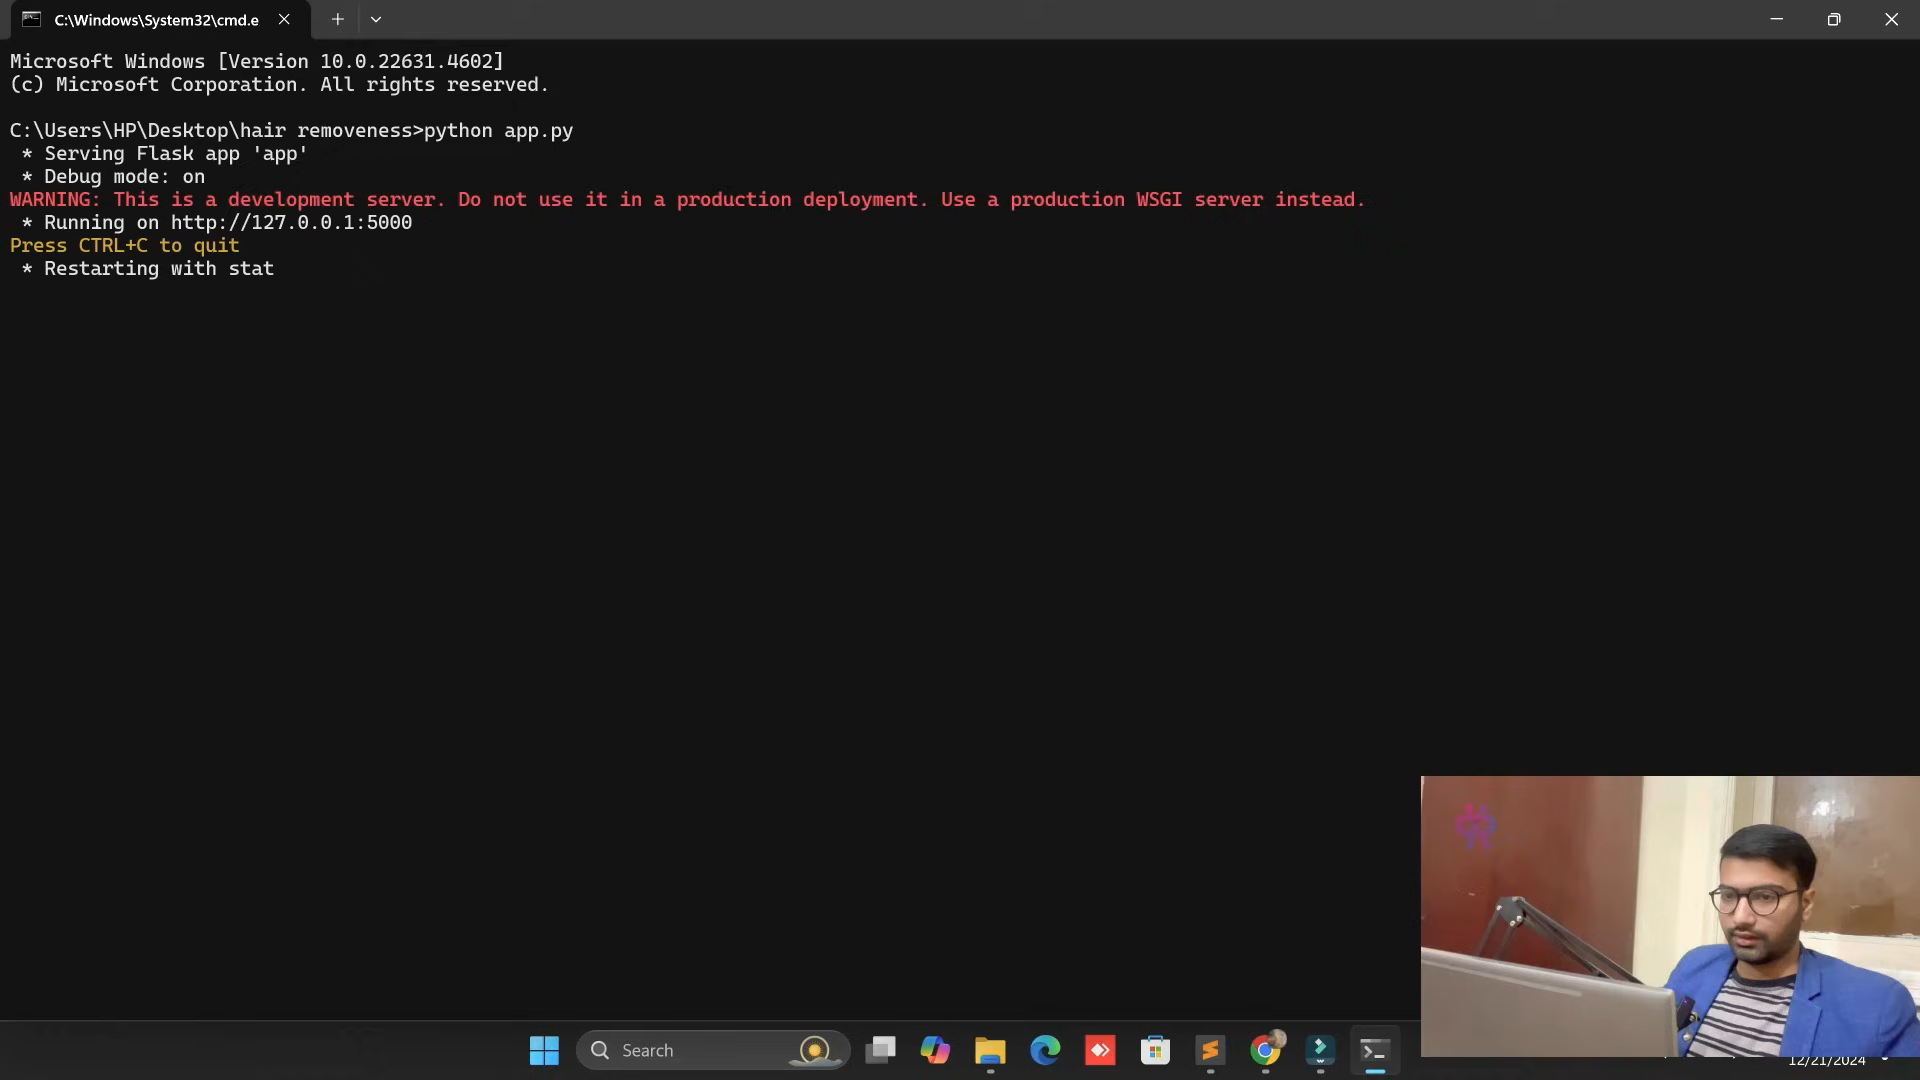 C:\Windows\System32\cmd.e
Microsoft Windows [Version 10.0.22631.4602]
(c) Microsoft Corporation. All rights reserved.
C:\Users\HP\Desktop\hair removeness>python app.py
* Serving Flask app 'app'
* Debug mode: on
WARNING: This is a development server. Do not use it in a production deployment. Use a production WSGI server instead.
* Running on http://127.0.0.1:5000
Press CTRL+C to quit
* Restarting with stat
Search
12/21/2024